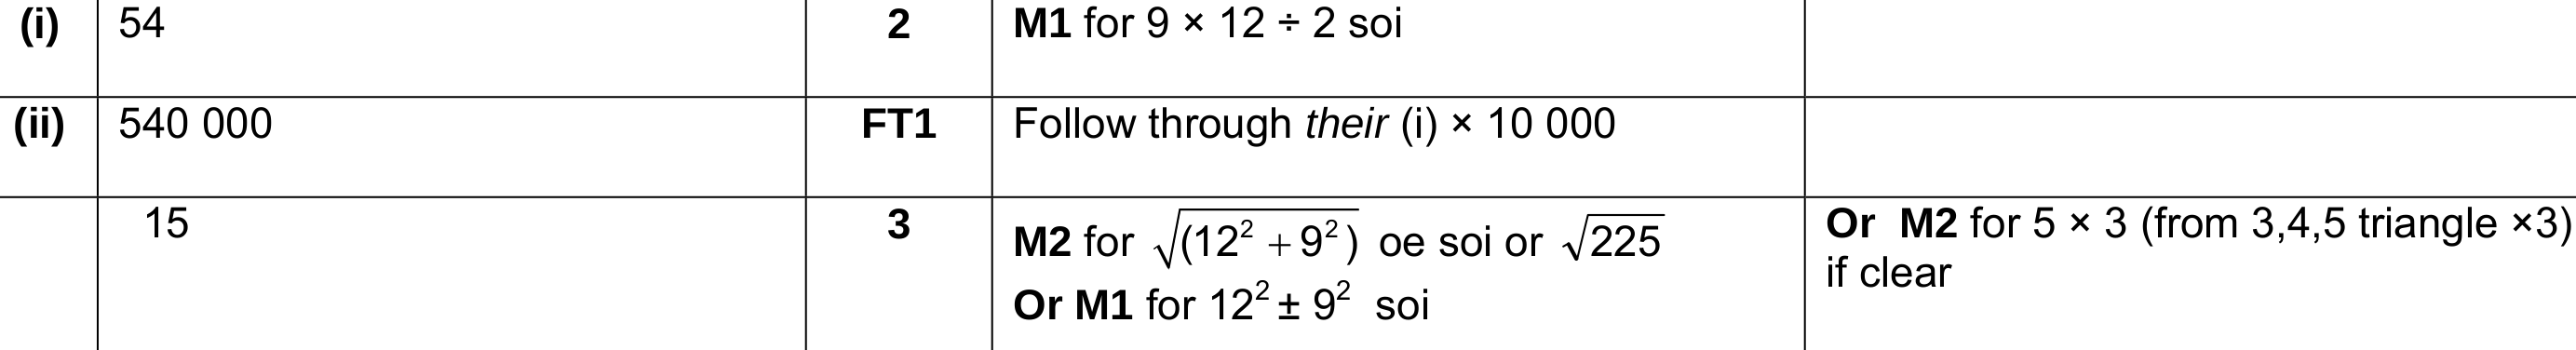 (i) 54 2 M1 for 9 × 12 ÷ 2 soi
(ii) 540 000 FT1 Follow through their (i) × 10 000
15 3 M2 for √(12² + 9²) oe soi or √225 Or M2 for 5 × 3 (from 3,4,5 triangle ×3)
if clear
Or M1 for 12² ± 9² soi